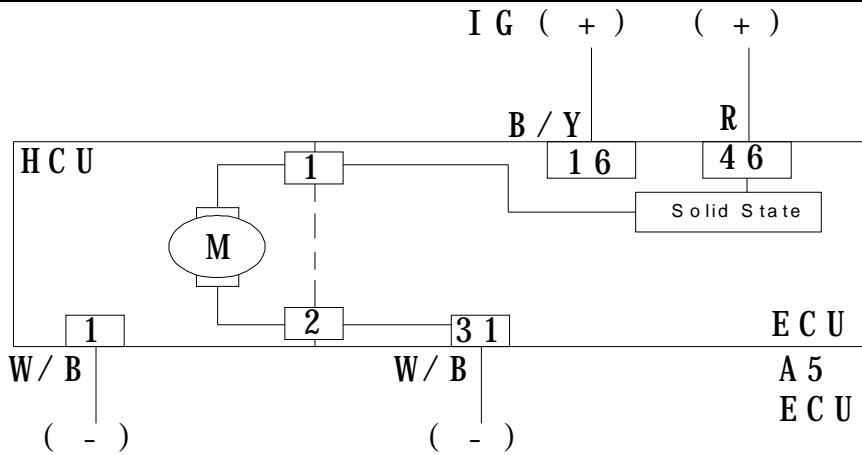 IG ( + ) ( + )
B/Y R
HCU 1 16 46
Solid State
M
1 2 31 ECU
W/B W/B A5
ECU
( - ) ( - )